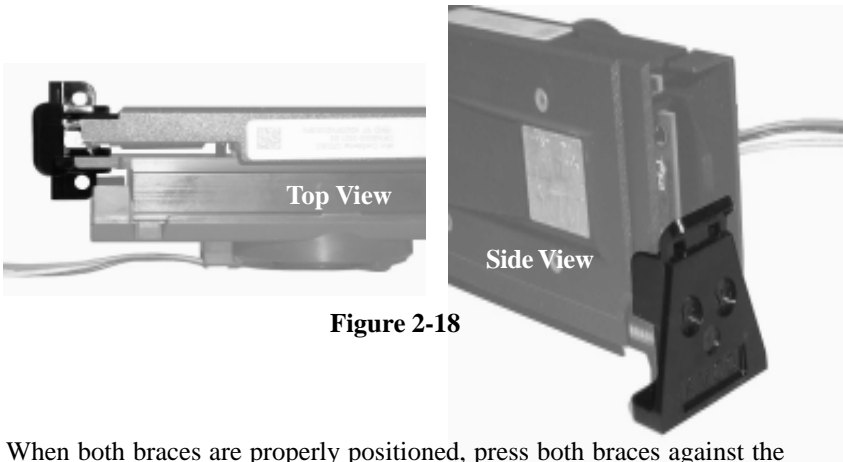 Top View
Side View
Figure 2-18
When both braces are properly positioned, press both braces against the